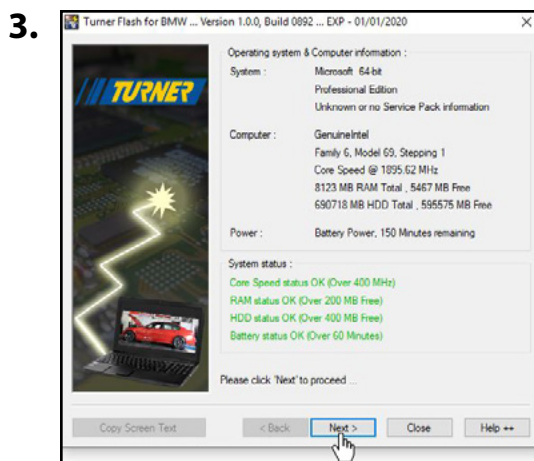 3.
Turner Flash for BMW ... Version 1.0.0, Build 0892 ... EXP - 01/01/2020
TURNER
Operating system & Computer information :
System : Microsoft 64-bit
Professional Edition
Unknown or no Service Pack information
Computer : GenuineIntel
Family 6, Model 69, Stepping 1
Core Speed @ 1895.62 MHz
8123 MB RAM Total , 5467 MB Free
690718 MB HDD Total , 595575 MB Free
Power : Battery Power, 150 Minutes remaining
System status :
Core Speed status OK (Over 400 MHz)
RAM status OK (Over 200 MB Free)
HDD status OK (Over 400 MB Free)
Battery status OK (Over 60 Minutes)
Please click 'Next' to proceed ...
Copy Screen Text < Back Next > Close Help ++